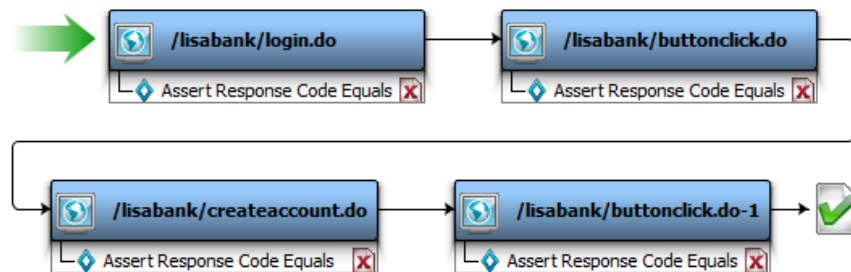 /lisabank/login.do
/lisabank/buttonclick.do
Assert Response Code Equals
Assert Response Code Equals
/lisabank/createaccount.do
/lisabank/buttonclick.do-1
Assert Response Code Equals
Assert Response Code Equals